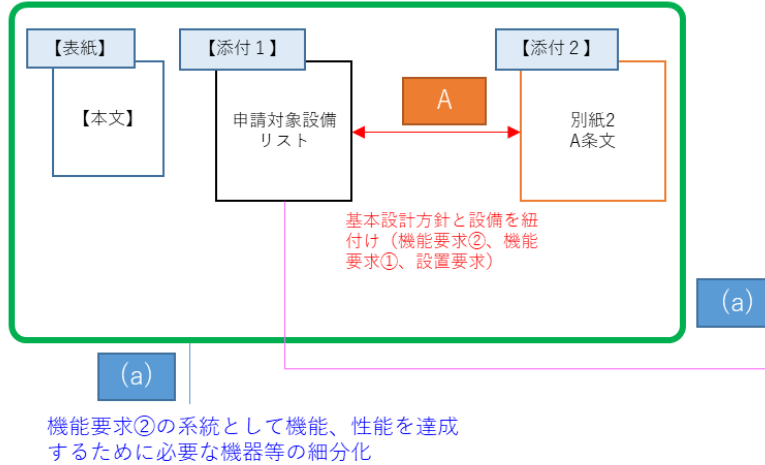 【表紙】
【本文】
【添付１】
申請対象設備
リスト
A
【添付２】
別紙2
A条文
基本設計方針と設備を紐
付け（機能要求②、機能
要求①、設置要求）
(a)
(a)
機能要求②の系統として機能、性能を達成
するために必要な機器等の細分化